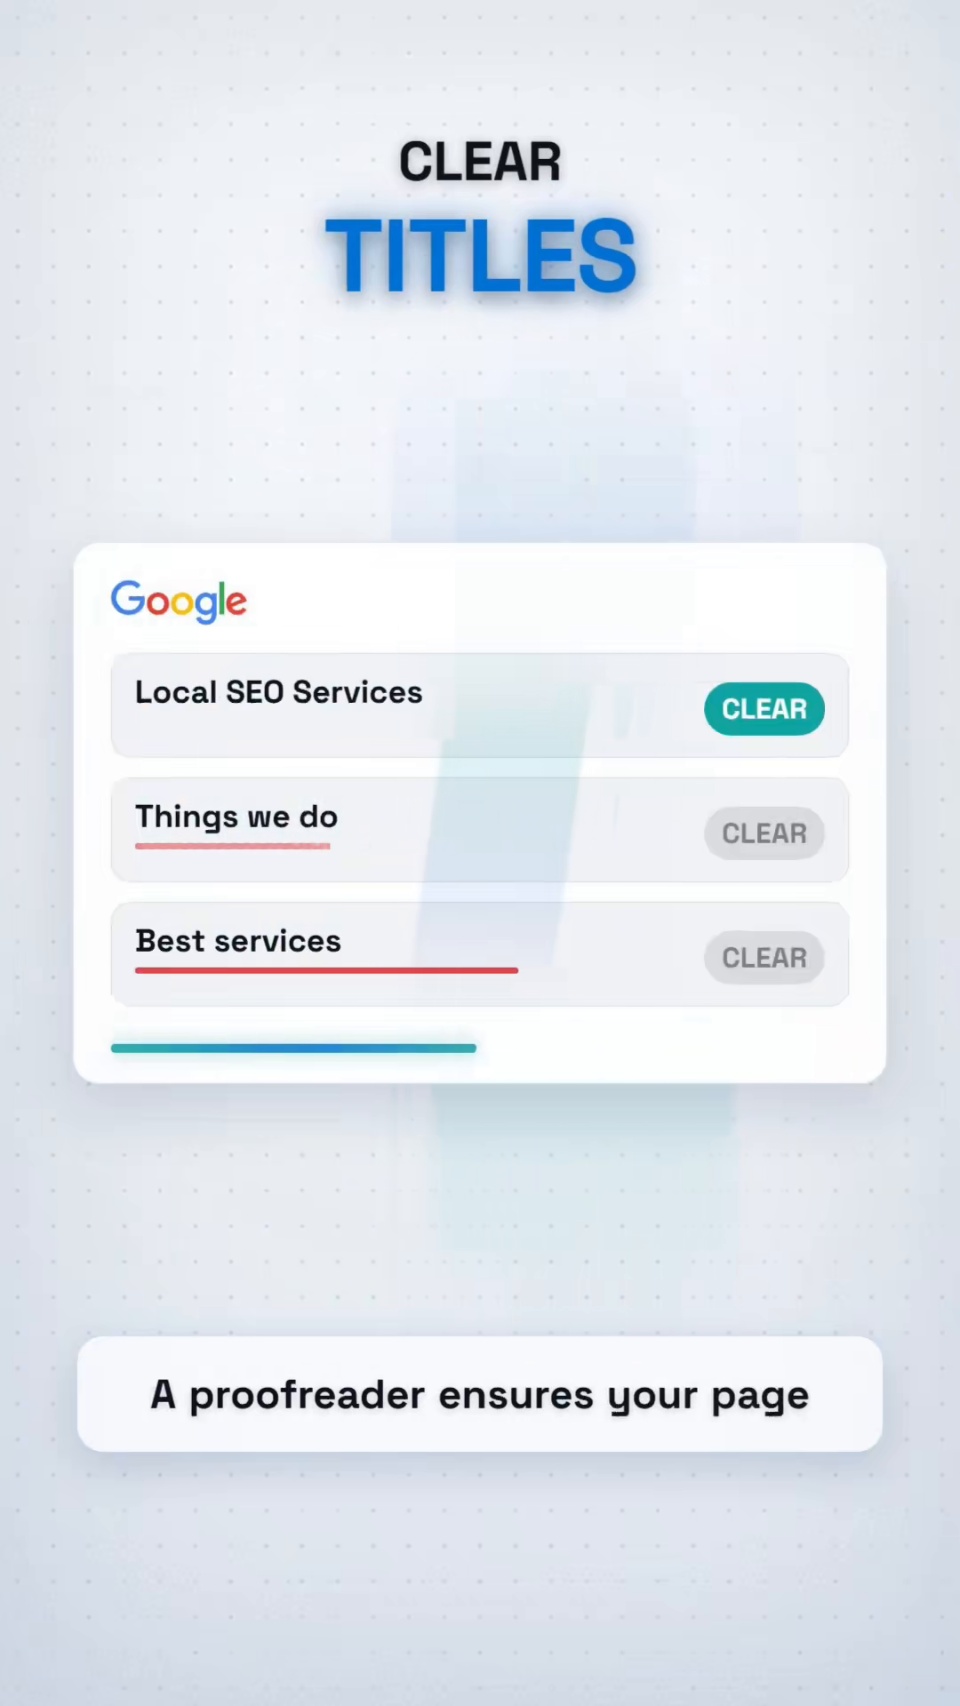 CLEAR
TITLES
Google
Local SEO Services
CLEAR
Things we do
CLEAR
Best services
CLEAR
A proofreader ensures your page